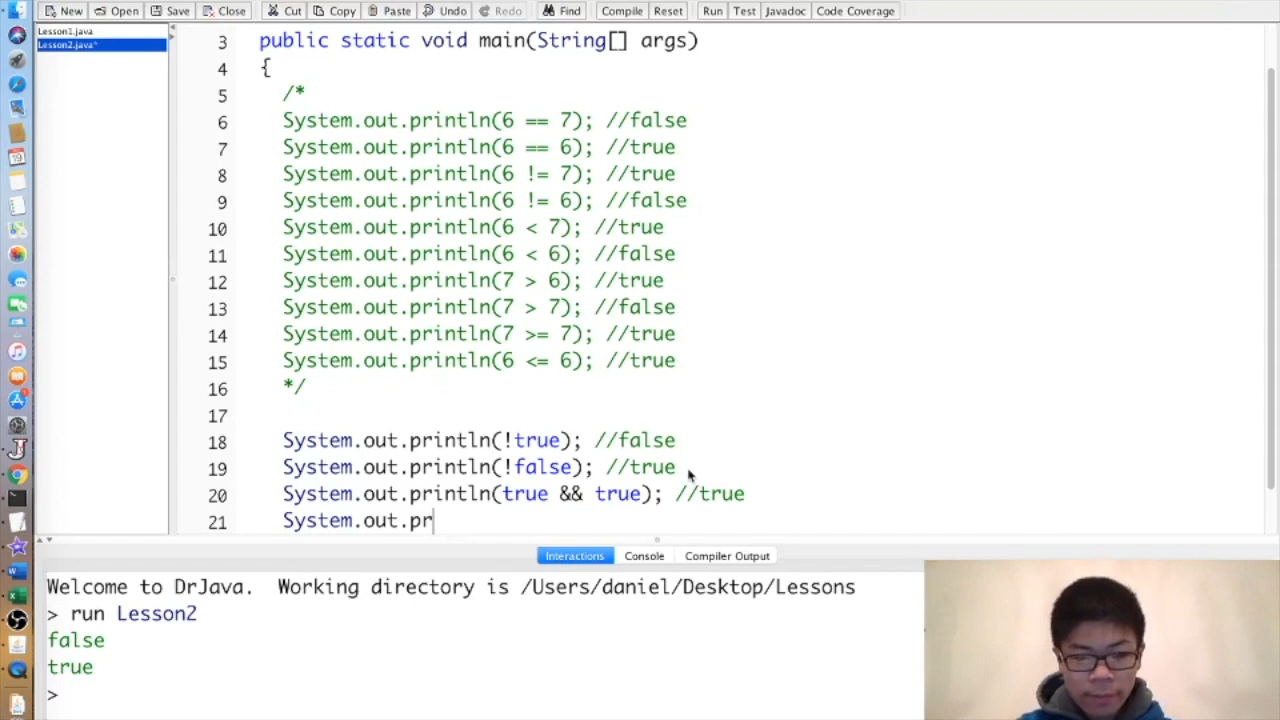 New Open Save Close Cut Copy Paste Undo Redo Find Compile Reset Run Test Javadoc Code Coverage
Lesson1.java
Lesson2.java*
3 public static void main(String[] args)
4 {
5 /*
6 System.out.println(6 == 7); //false
7 System.out.println(6 == 6); //true
8 System.out.println(6 != 7); //true
9 System.out.println(6 != 6); //false
10 System.out.println(6 < 7); //true
11 System.out.println(6 < 6); //false
12 System.out.println(7 > 6); //true
13 System.out.println(7 > 7); //false
14 System.out.println(7 >= 7); //true
15 System.out.println(6 <= 6); //true
16 */
17
18 System.out.println(!true); //false
19 System.out.println(!false); //true
20 System.out.println(true && true); //true
21 System.out.pr
Interactions Console Compiler Output
Welcome to DrJava. Working directory is /Users/daniel/Desktop/Lessons
> run Lesson2
false
true
>
19